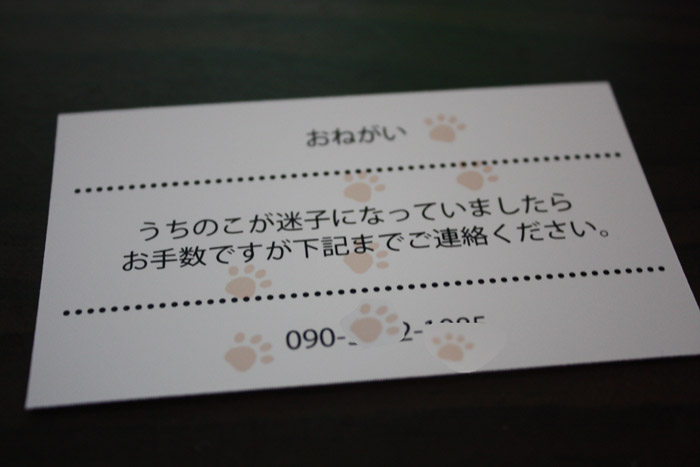 おねがい
うちのこが迷子になっていましたら
お手数ですが下記までご連絡ください。
090-